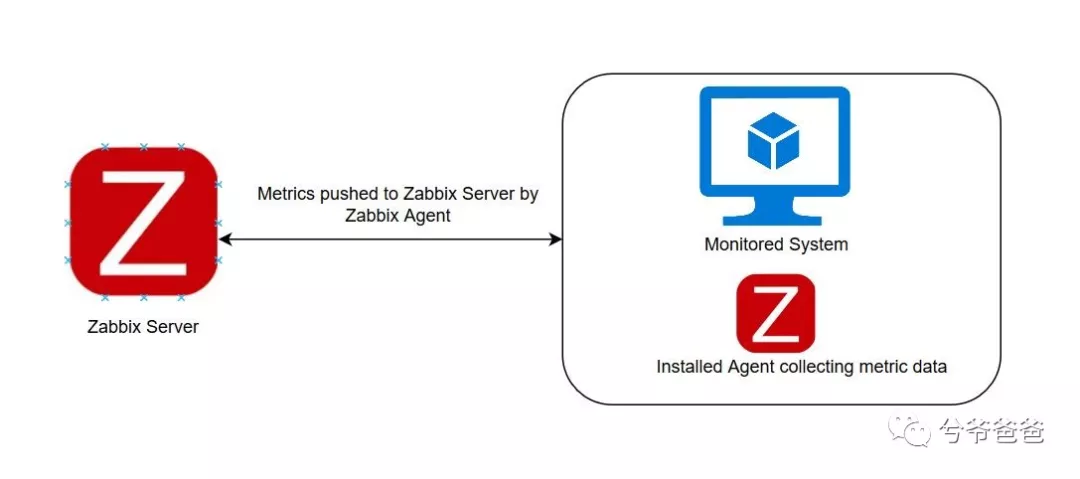 Z
Zabbix Server
Metrics pushed to Zabbix Server by
Zabbix Agent
Monitored System
Z
Installed Agent collecting metric data
兮爷爸爸